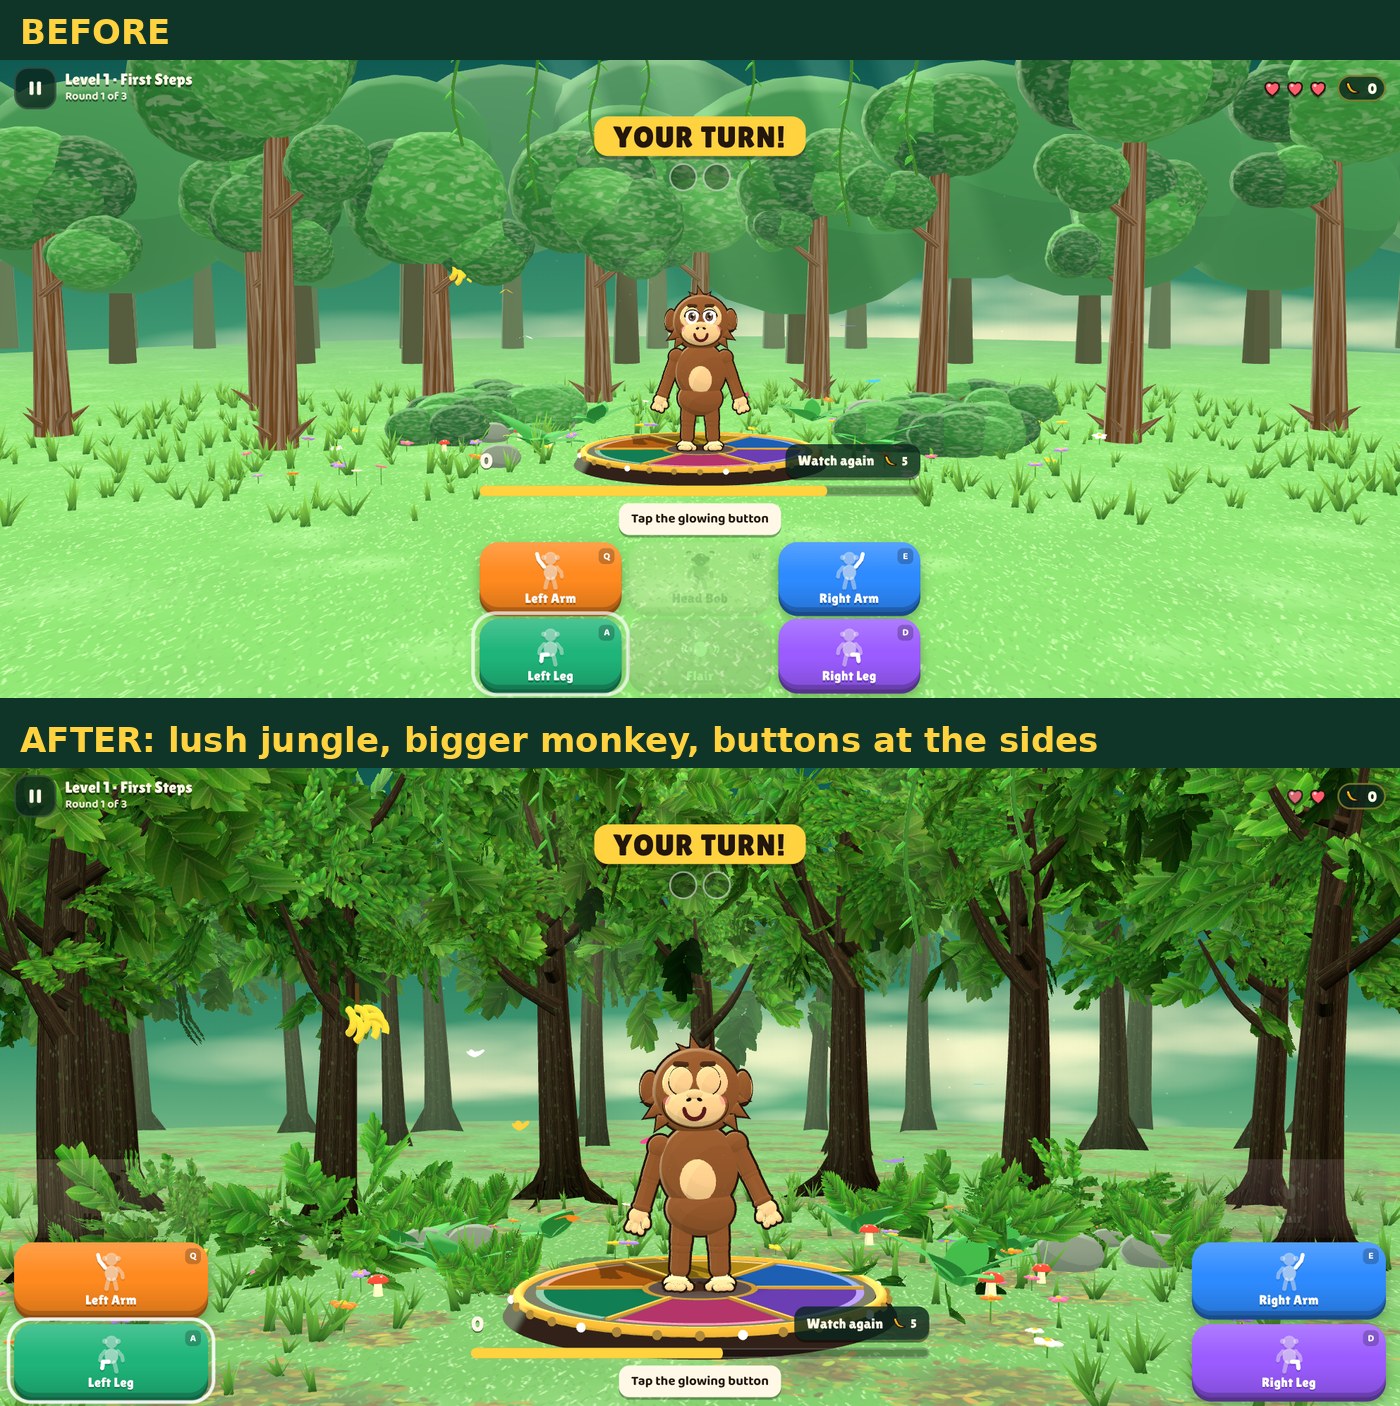 BEFORE
Level 1 · First Steps
Round 1 of 3
0
YOUR TURN!
0
Watch again 5
Tap the glowing button
Q
Left Arm
Head Bob
E
Right Arm
A
Left Leg
Flair
D
Right Leg
AFTER: lush jungle, bigger monkey, buttons at the sides
Level 1 · First Steps
Round 1 of 3
0
YOUR TURN!
Q
Left Arm
E
Right Arm
0
Watch again 5
A
Left Leg
D
Right Leg
Tap the glowing button